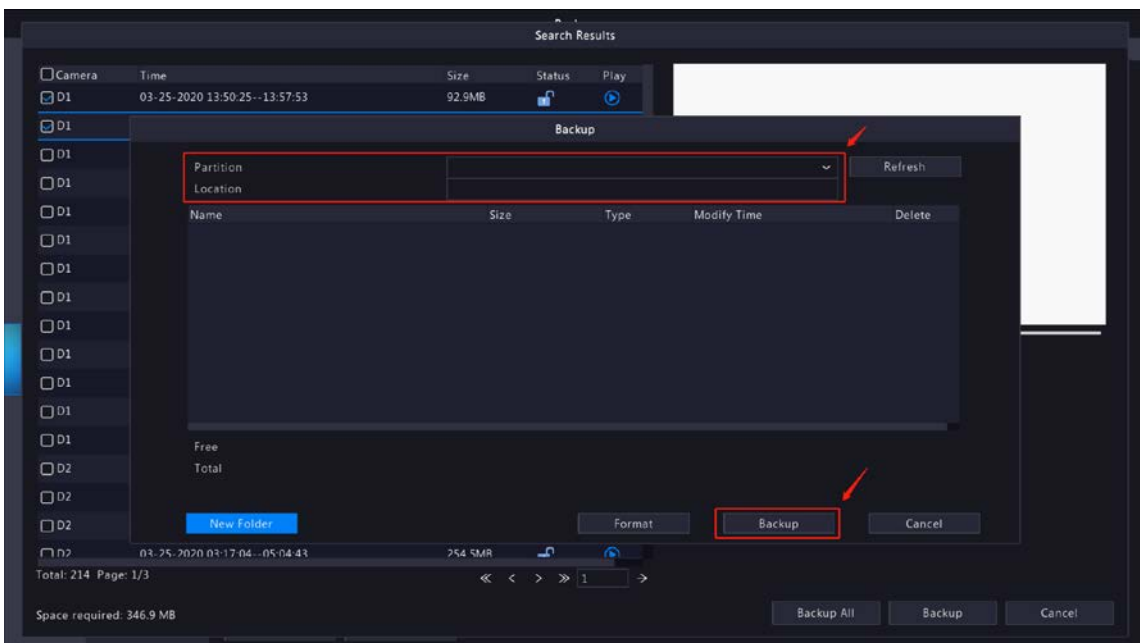 Search Results
Camera Time Size Status Play
D1 03-25-2020 13:50:25--13:57:53 92.9MB
D1
Backup
D1
Partition Refresh
D1
Location
D1
Name Size Type Modify Time Delete
D1
D1
D1
D1
D1
D1
D1
D1
Free
D2
Total
D2
D2
New Folder Format Backup Cancel
D2 03-25-2020 03:17:04--05:04:43 254.5MB
Total: 214 Page: 1/3
1
Space required: 346.9 MB
Backup All Backup Cancel